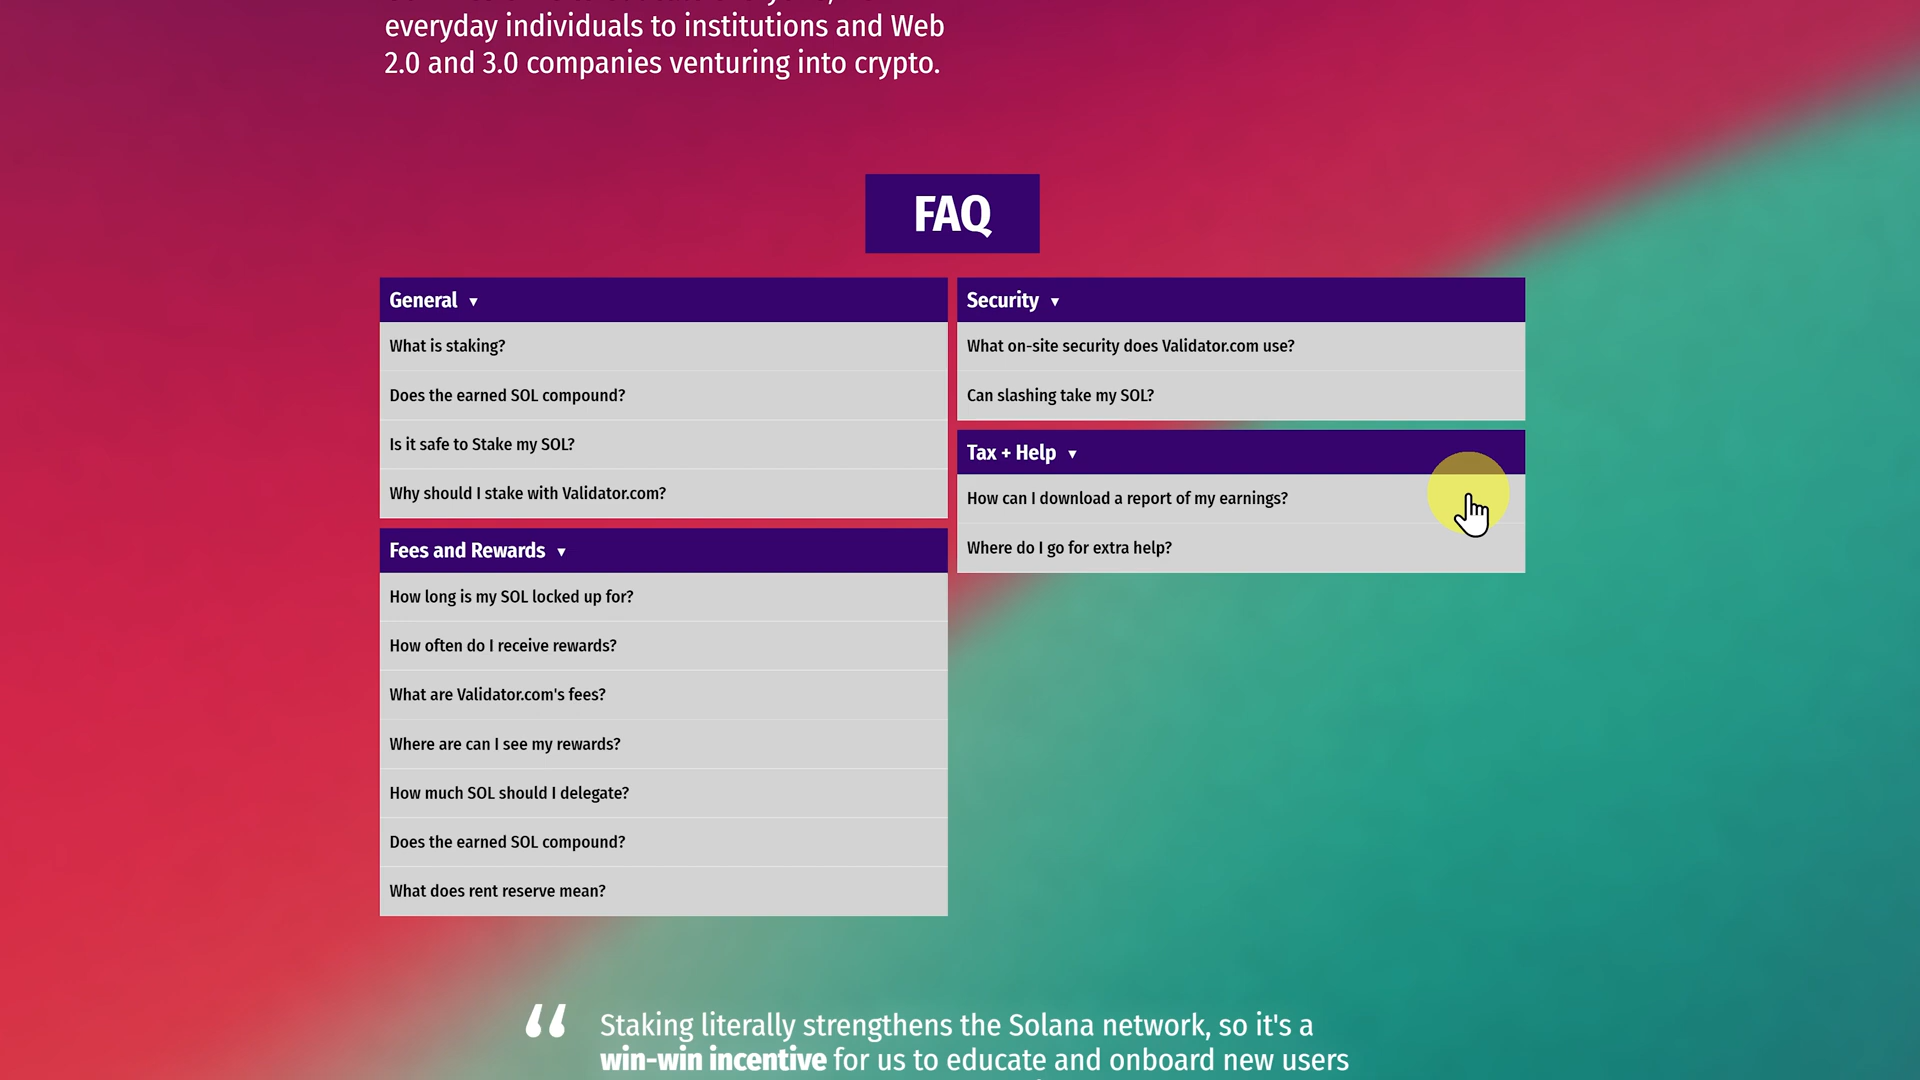 everyday individuals to institutions and Web
2.0 and 3.0 companies venturing into crypto.
FAQ
General ▼
What is staking?
Does the earned SOL compound?
Is it safe to Stake my SOL?
Why should I stake with Validator.com?
Fees and Rewards ▼
How long is my SOL locked up for?
How often do I receive rewards?
What are Validator.com's fees?
Where are can I see my rewards?
How much SOL should I delegate?
Does the earned SOL compound?
What does rent reserve mean?
Security ▼
What on-site security does Validator.com use?
Can slashing take my SOL?
Tax + Help ▼
How can I download a report of my earnings?
Where do I go for extra help?
“ Staking literally strengthens the Solana network, so it's a
win-win incentive for us to educate and onboard new users